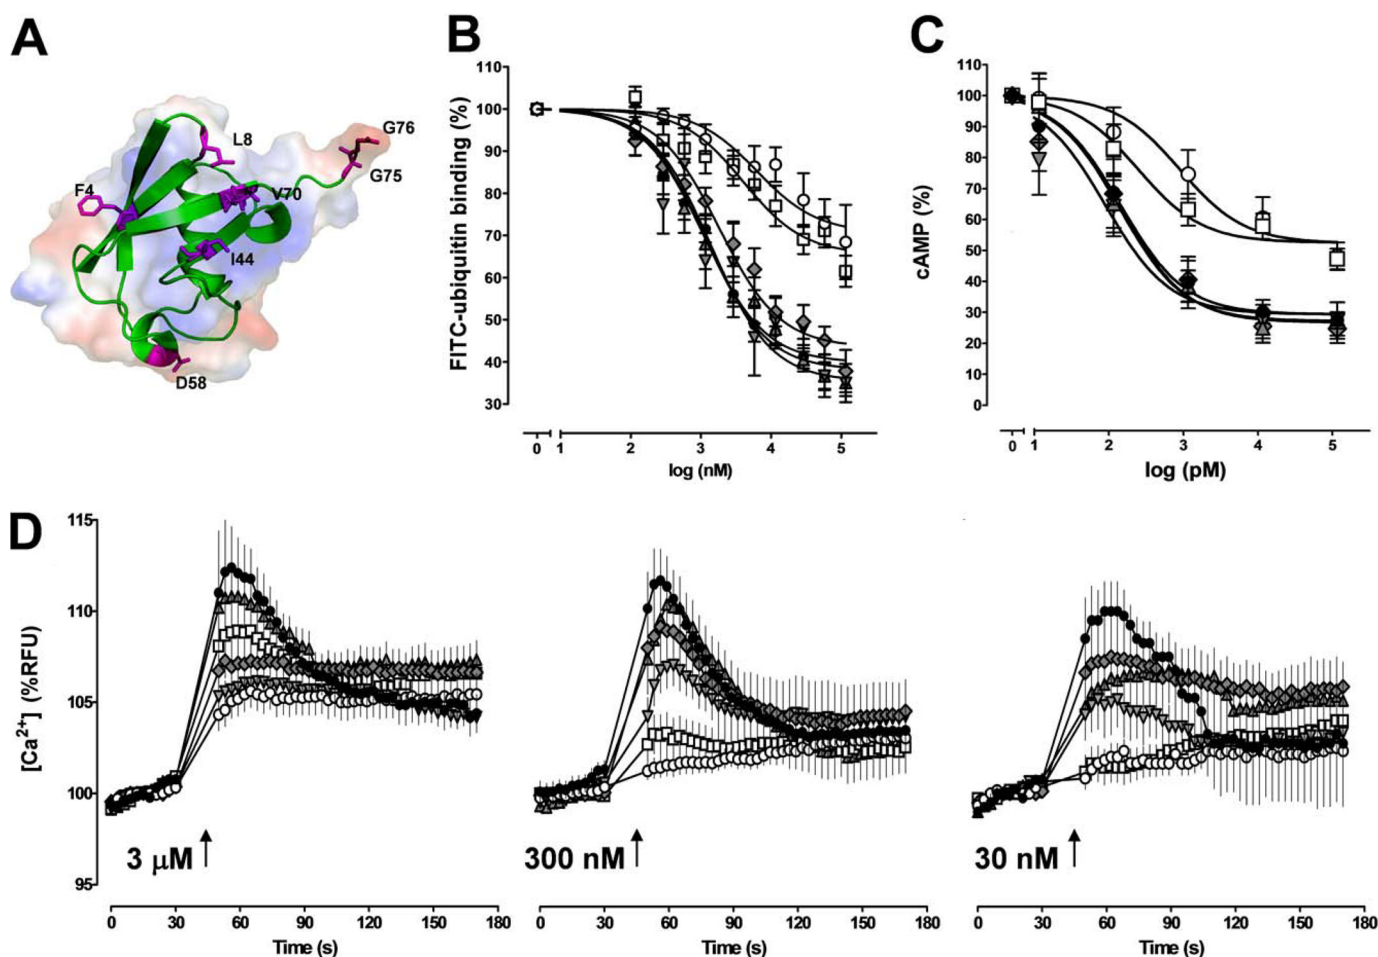 A
L8
G76
G75
F4
V70
I44
D58
B
FITC-ubiquitin binding (%)
110
100
90
80
70
60
50
40
30
0 1 2 3 4 5
log (nM)
C
cAMP (%)
110
100
90
80
70
60
50
40
30
20
10
0
0 1 2 3 4 5
log (pM)
D
[Ca2+] (%RFU)
115
110
105
100
95
3 µM
0 30 60 90 120 150 180
Time (s)
300 nM
0 30 60 90 120 150 180
Time (s)
30 nM
0 30 60 90 120 150 180
Time (s)